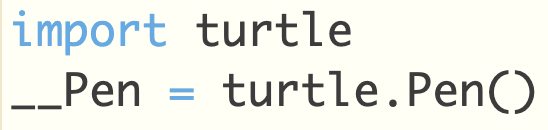 import turtle
__Pen = turtle.Pen()